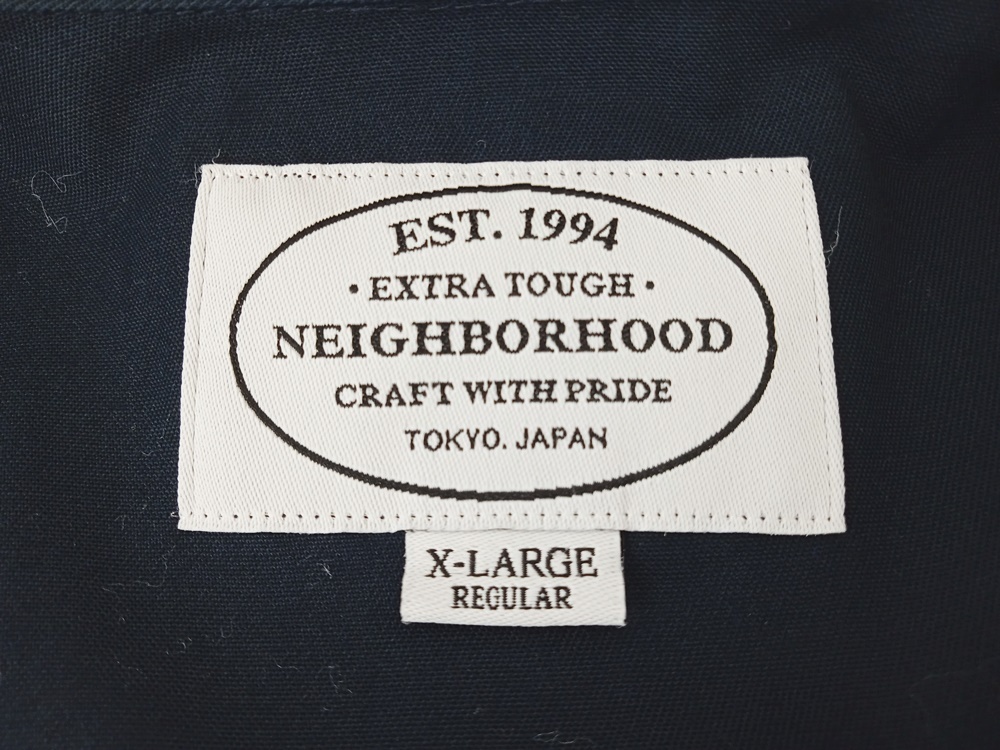 EST. 1994
• EXTRA TOUGH •
NEIGHBORHOOD
CRAFT WITH PRIDE
TOKYO. JAPAN
X-LARGE
REGULAR